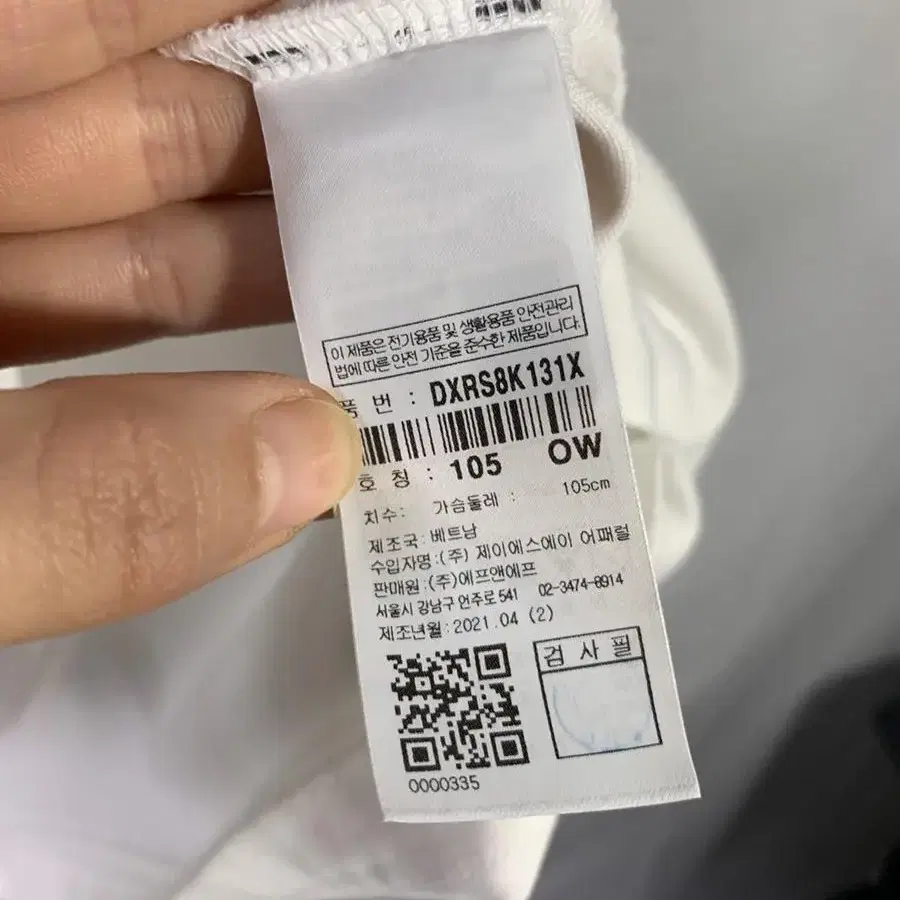 이 제품은 전기용품 및 생활용품 안전관리
법에 따른 안전 기준을 준수한 제품입니다.
품 번 : DXRS8K131X
호 칭 : 105 OW
치수: 가슴둘레 : 105cm
제조국: 베트남
수입자명:(주) 제이에스에이 어패럴
판매원:(주)에프앤에프
서울시 강남구 언주로 541 02-3474-8914
제조년월: 2021.04 (2)
검 사 필
0000335